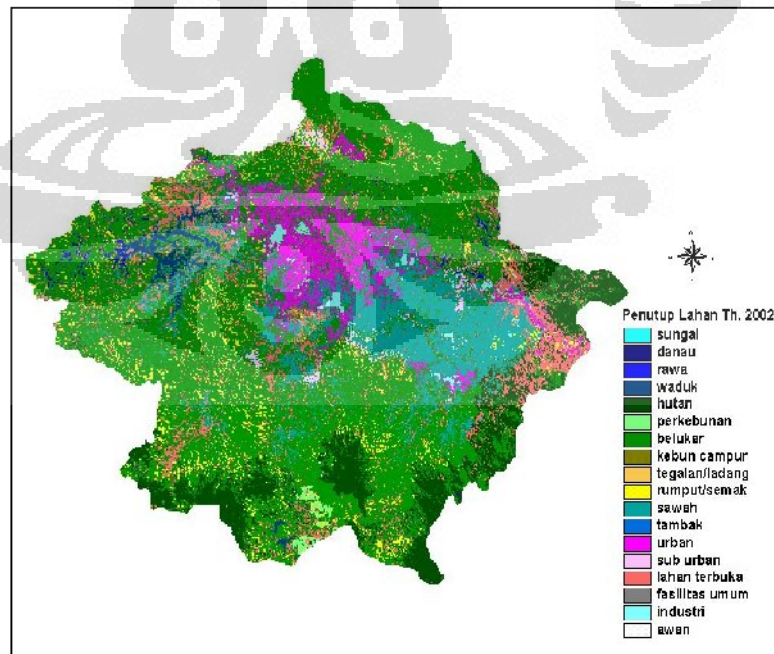 Penutup Lahan Th. 2002
sungai
danau
rawa
waduk
hutan
perkebunan
belukar
kebun campur
tegalan/ladang
rumput/semak
sawah
tambak
urban
sub urban
lahan terbuka
fasilitas umum
industri
awan